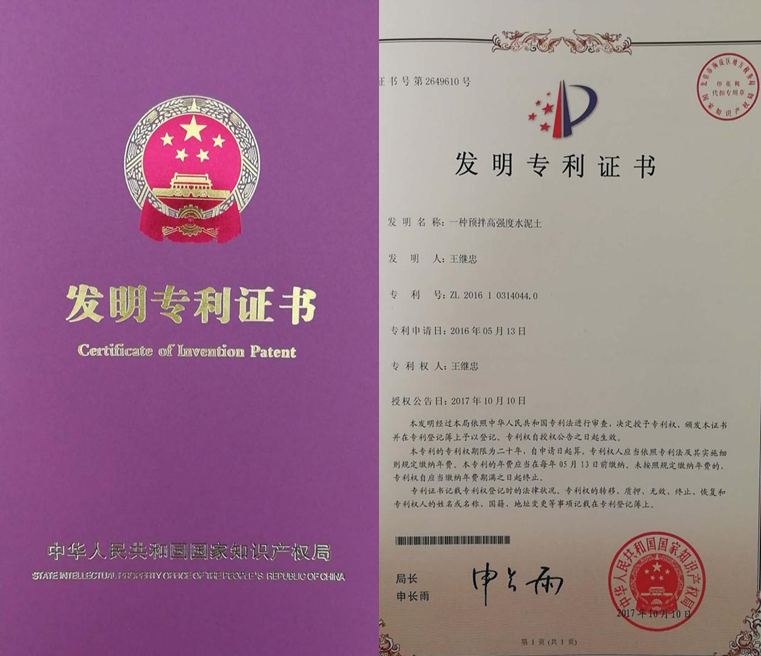 发明专利证书
Certificate of Invention Patent
中华人民共和国国家知识产权局
STATE INTELLECTUAL PROPERTY OFFICE OF THE PEOPLE'S REPUBLIC OF CHINA
证书号第2649610号
发明专利证书
发 明 名 称：一种预拌高强度水泥土
发 明 人：王继忠
专 利 号：ZL 2016 1 0314044.0
专利申请日：2016年05月13日
专 利 权 人：王继忠
授权公告日：2017年10月10日
本发明经过本局依照中华人民共和国专利法进行审查，决定授予专利权，颁发本证书
并在专利登记簿上予以登记。专利权自授权公告之日起生效。
本专利的专利权期限为二十年，自申请日起算。专利权人应当依照专利法及其实施细
则规定缴纳年费。本专利的年费应当在每年05月13日前缴纳。未按照规定缴纳年费的，
专利权自应当缴纳年费期满之日起终止。
专利证书记载专利权登记时的法律状况。专利权的转移、质押、无效、终止、恢复和
专利权人的姓名或名称、国籍、地址变更等事项记载在专利登记簿上。
局长
申长雨
申长雨
中华人民共和国国家知识产权局
2017年10月10日
第 1 页 (共 1 页)